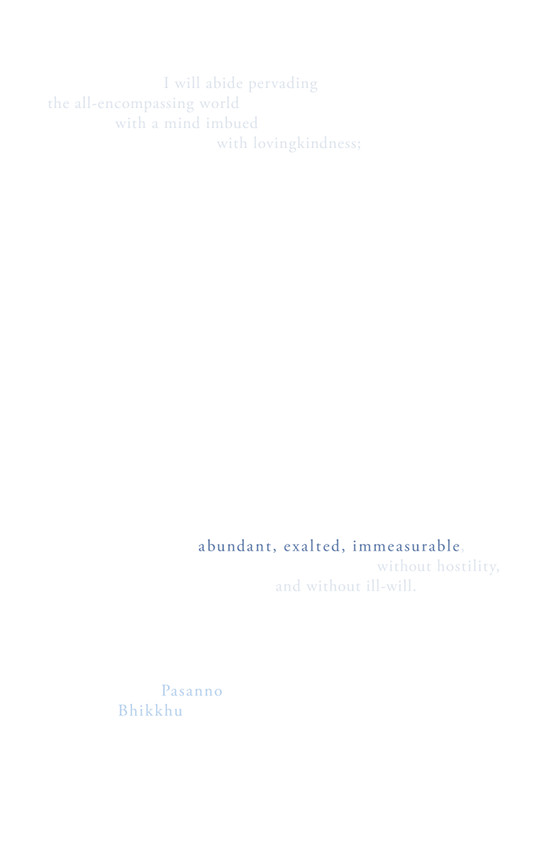 I will abide pervading
the all-encompassing world
with a mind imbued
with lovingkindness;
abundant, exalted, immeasurable,
without hostility,
and without ill-will.
Pasanno
Bhikkhu